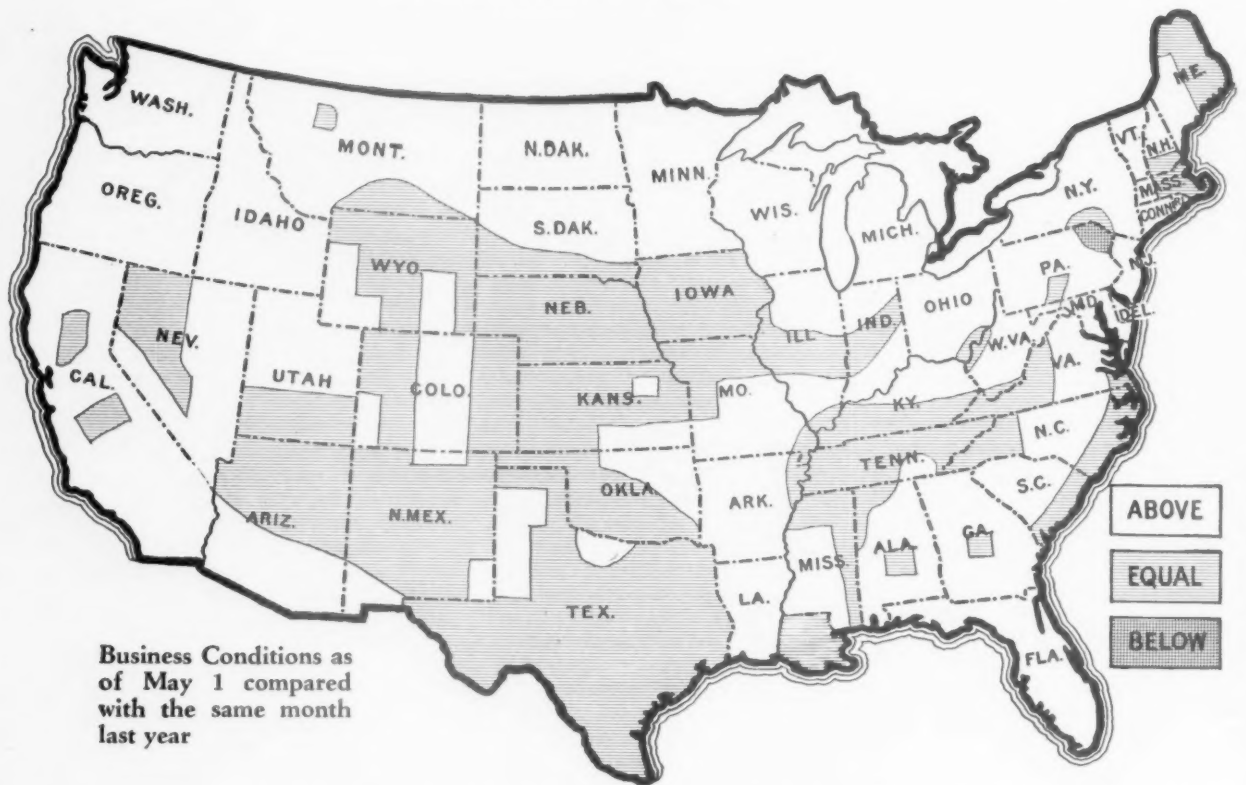 WASH.
MONT.
N.DAK.
MINN.
OREG.
IDAHO
S.DAK.
WIS.
MICH.
N.Y.
VT.
N.H.
ME.
MASS.
CONN.
WYO.
NEB.
IOWA
ILL.
IND.
OHIO
PA.
N.J.
MD.
DEL.
NEV.
UTAH
COLO.
KANS.
MO.
KY.
W.VA.
VA.
CAL.
ARIZ.
N.MEX.
OKLA.
ARK.
TENN.
N.C.
S.C.
TEX.
LA.
MISS.
ALA.
GA.
FLA.
ABOVE
EQUAL
BELOW
Business Conditions as
of May 1 compared
with the same month
last year